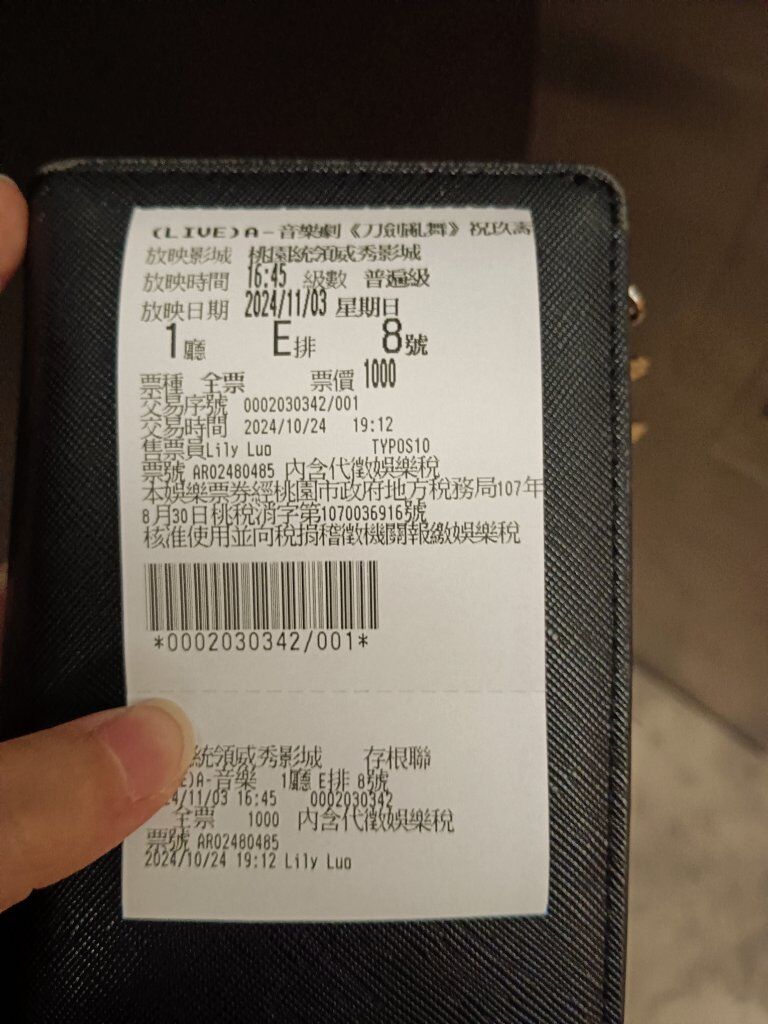 (LIVE)A-音樂劇《刀劍亂舞》祝玖壽
放映影城 桃園統領威秀影城
放映時間 16:45 級數 普遍級
放映日期 2024/11/03 星期日
1廳 E排 8號
票種 全票 票價 1000
交易序號 0002030342/001
交易時間 2024/10/24 19:12
售票員Lily Luo TYPOS10
票號 AR02480485 內含代徵娛樂稅
本娛樂票券經桃園市政府地方稅務局107年
8月30日桃稅消字第1070036916號
核准使用並向稅捐稽徵機關報繳娛樂稅
*0002030342/001*
統領威秀影城 存根聯
E)A-音樂 1廳 E排 8號
4/11/03 16:45 0002030342
全票 1000 內含代徵娛樂稅
票號 AR02480485
2024/10/24 19:12 Lily Luo